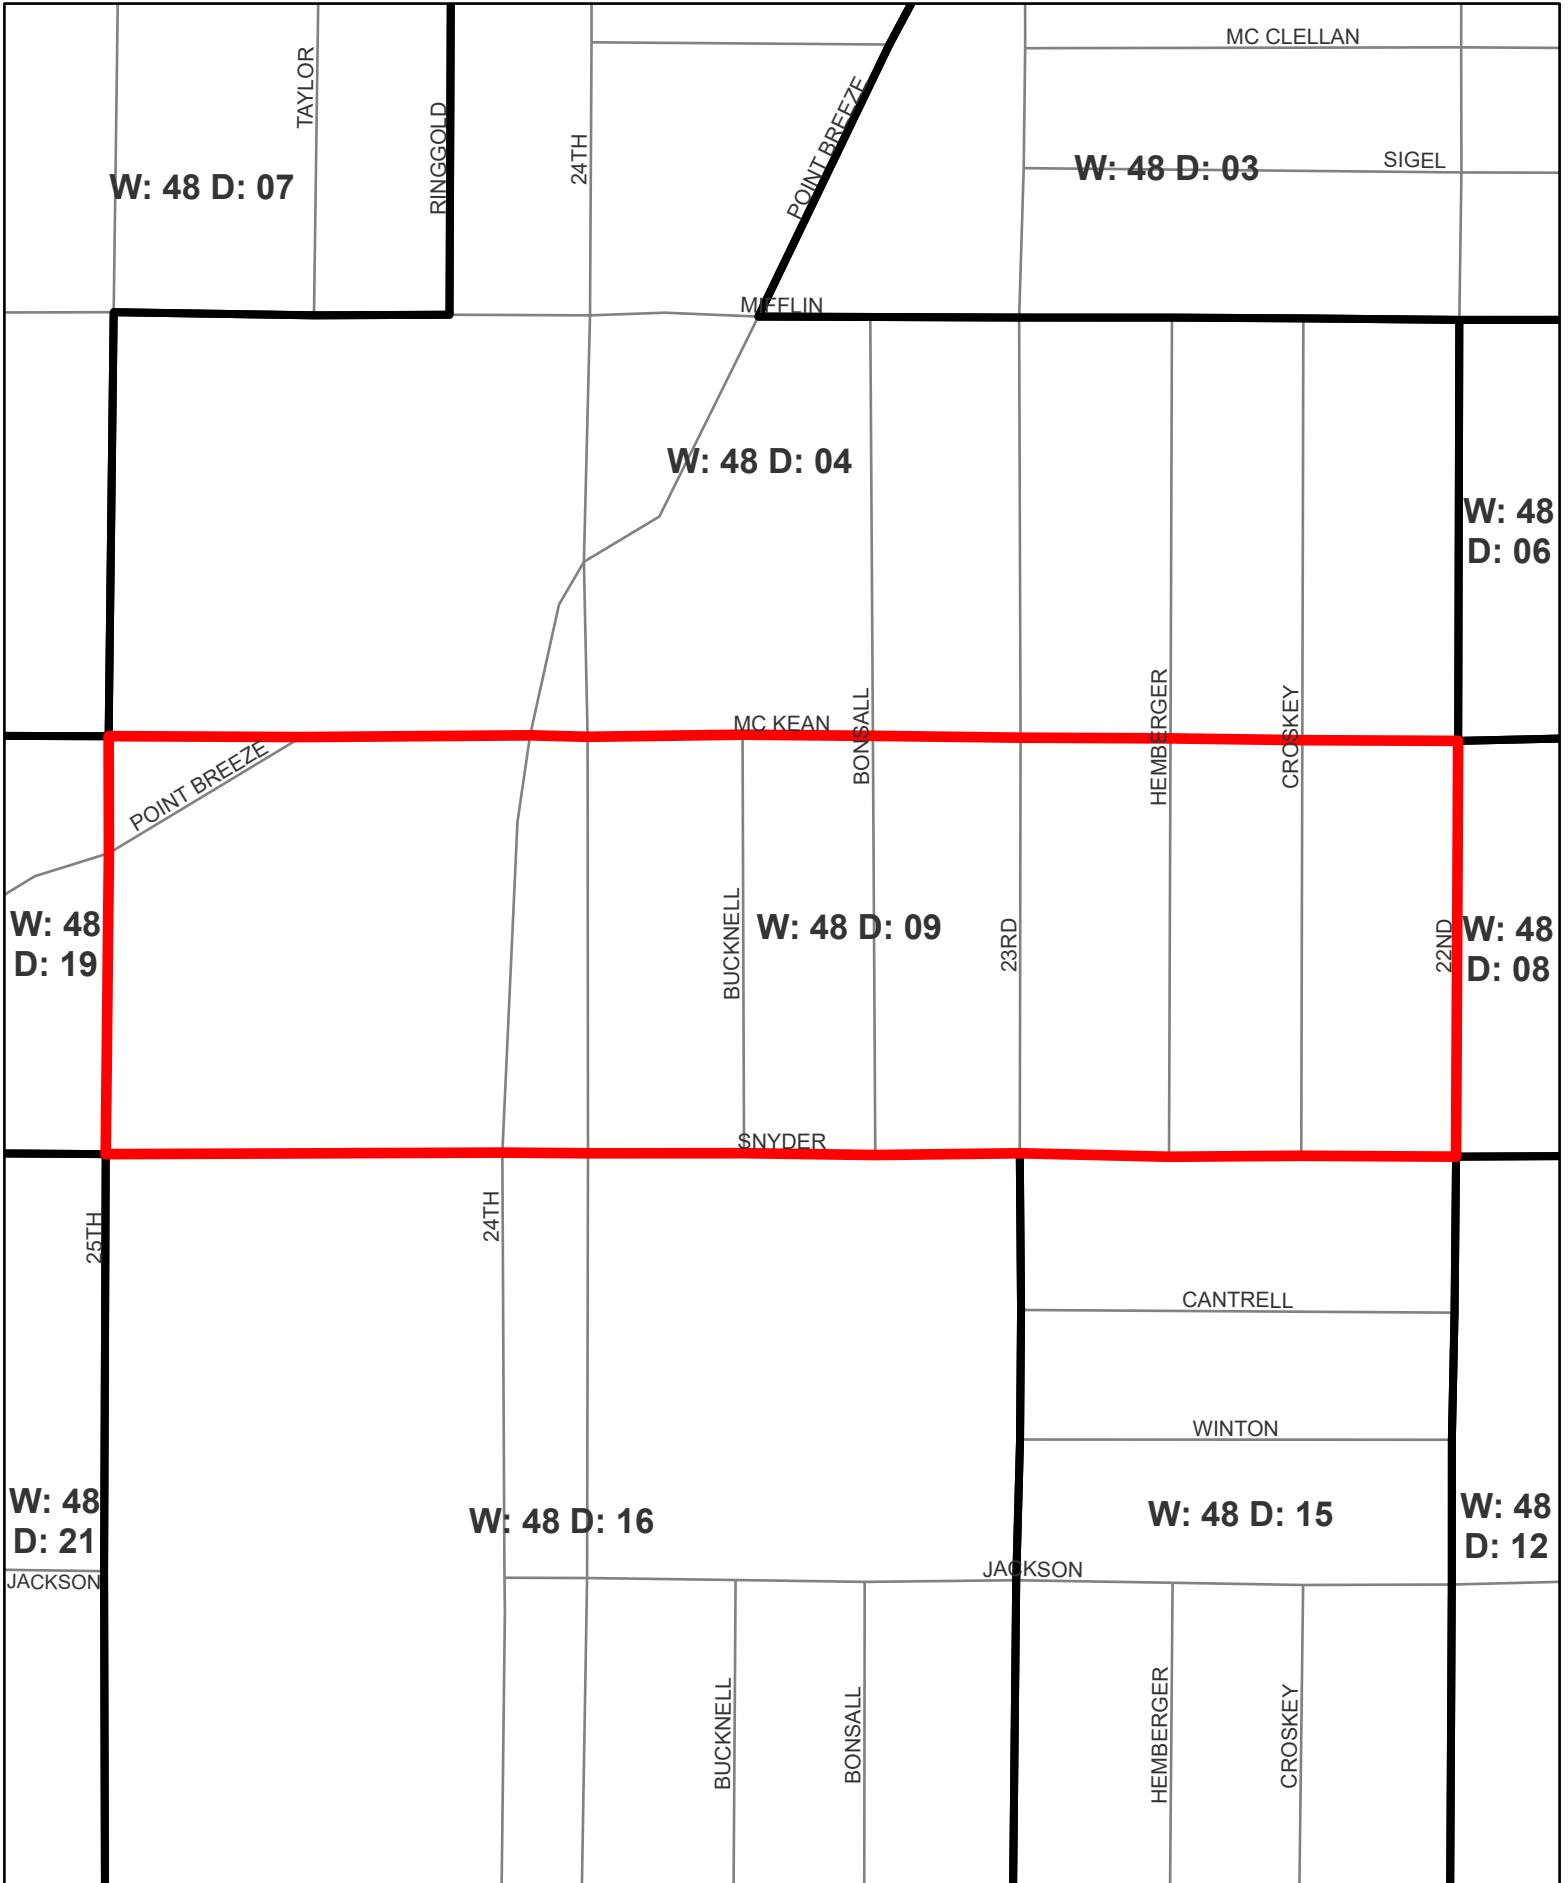 MC CLELLAN
TAYLOR
RINGGOLD
24TH
POINT BREEZE
W: 48 D: 03
SIGEL
W: 48 D: 07
MIFFLIN
W: 48 D: 04
W: 48
D: 06
MC KEAN
BONSALL
HEMBERGER
CROSKEY
POINT BREEZE
W: 48
D: 19
BUCKNELL
W: 48 D: 09
23RD
22ND
W: 48
D: 08
SNYDER
25TH
24TH
CANTRELL
WINTON
W: 48
D: 21
W: 48 D: 16
W: 48 D: 15
W: 48
D: 12
JACKSON
JACKSON
BUCKNELL
BONSALL
HEMBERGER
CROSKEY